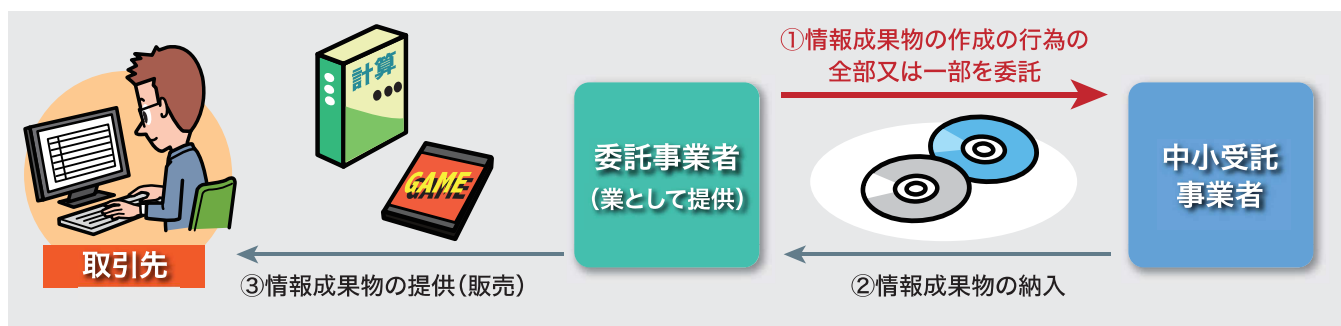 ①情報成果物の作成の行為の
全部又は一部を委託
計算
GAME
委託事業者
（業として提供）
中小受託
事業者
取引先
③情報成果物の提供（販売）
②情報成果物の納入